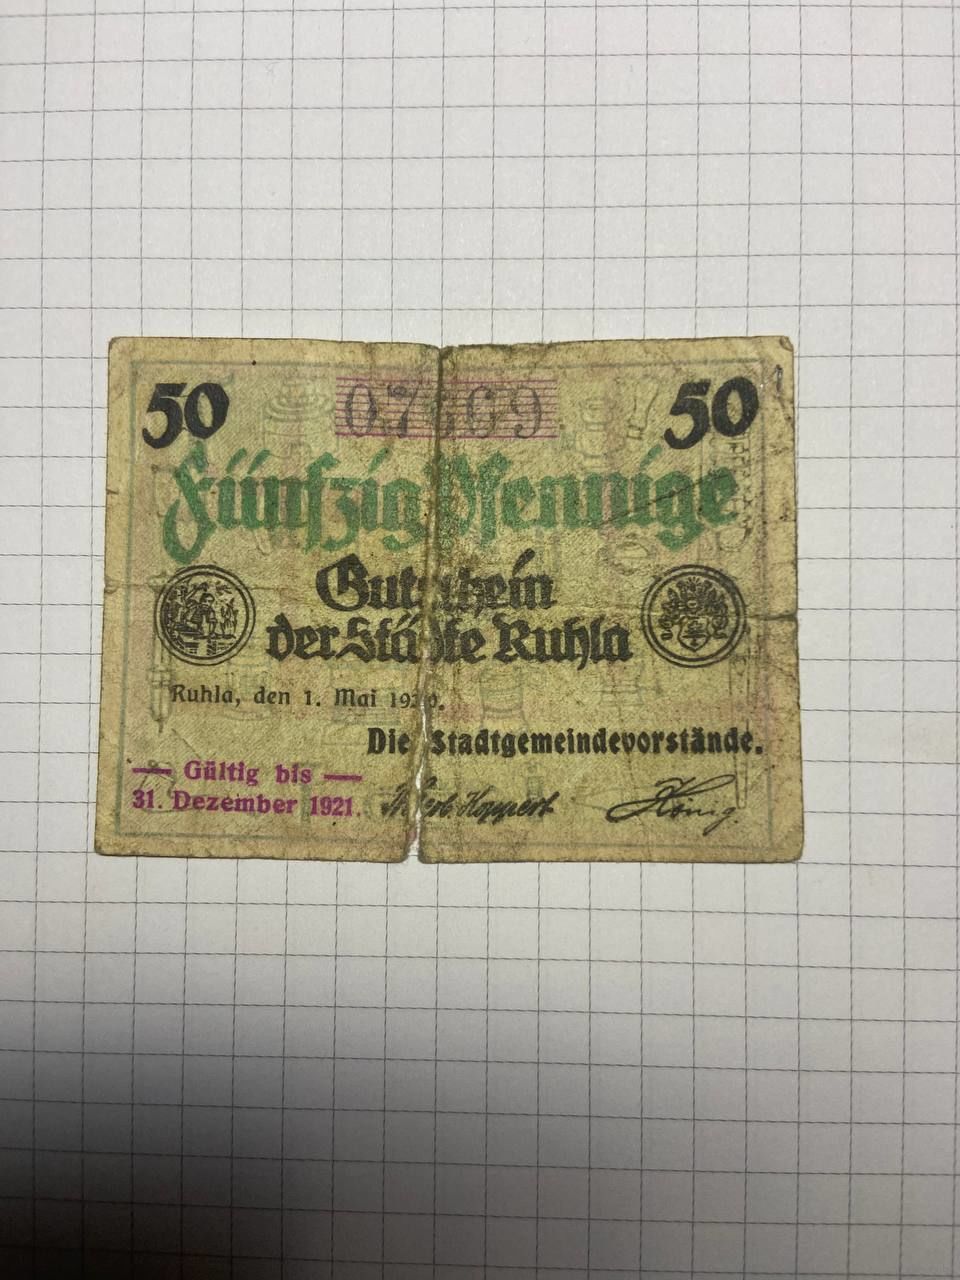 50 50
Fünfzig Pfennige
Gutschein
der Städte Ruhla
Ruhla, den 1. Mai
Die Stadtgemeindevorstände.
— Gültig bis —
31. Dezember 1921.
König.